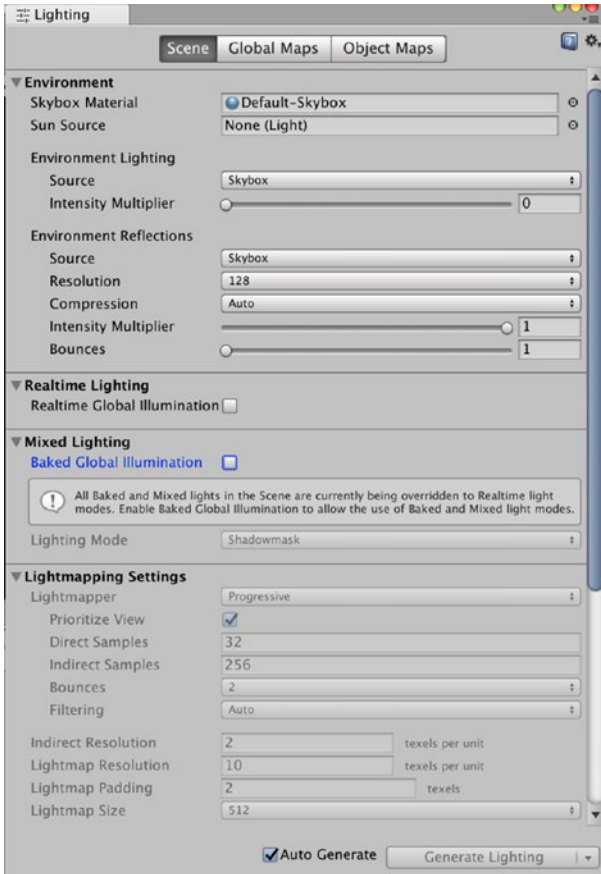 Lighting
Scene Global Maps Object Maps
Environment
Skybox Material Default-Skybox
Sun Source None (Light)
Environment Lighting
Source Skybox
Intensity Multiplier 0
Environment Reflections
Source Skybox
Resolution 128
Compression Auto
Intensity Multiplier 1
Bounces 1
Realtime Lighting
Realtime Global Illumination
Mixed Lighting
Baked Global Illumination
All Baked and Mixed lights in the Scene are currently being overridden to Realtime light
modes. Enable Baked Global Illumination to allow the use of Baked and Mixed light modes.
Lighting Mode Shadowmask
Lightmapping Settings
Lightmapper Progressive
Prioritize View
Direct Samples 32
Indirect Samples 256
Bounces 2
Filtering Auto
Indirect Resolution 2 texels per unit
Lightmap Resolution 10 texels per unit
Lightmap Padding 2 texels
Lightmap Size 512
Auto Generate Generate Lighting